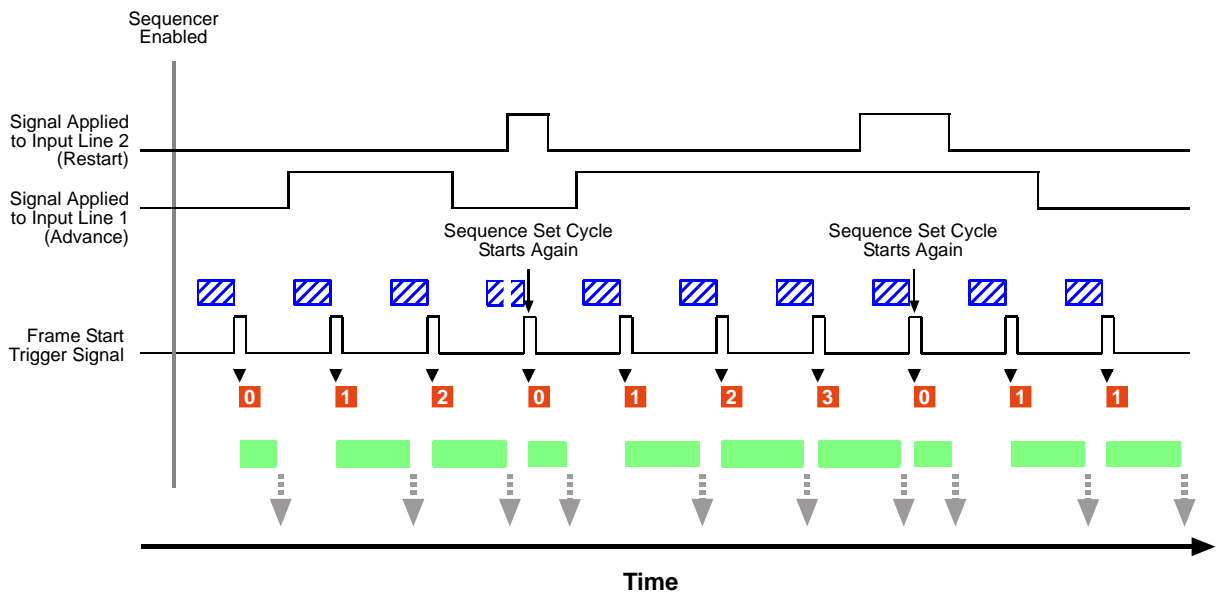 Sequencer
Enabled
Signal Applied
to Input Line 2
(Restart)
Signal Applied
to Input Line 1
(Advance)
Sequence Set Cycle
Starts Again
Sequence Set Cycle
Starts Again
Frame Start
Trigger Signal
0 1 2 0 1 2 3 0 1 1
Time